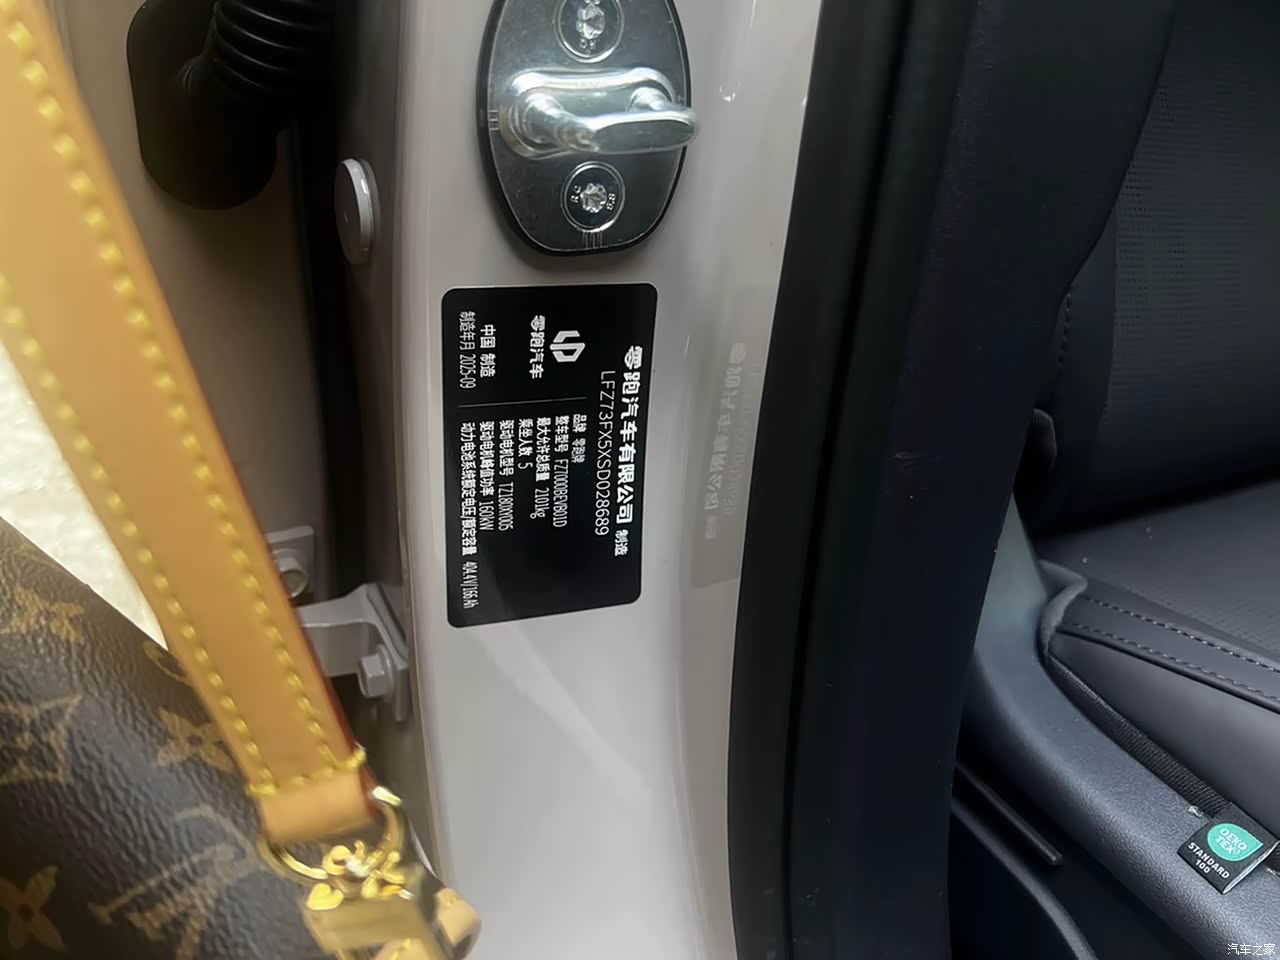 零跑汽车有限公司 制造
LFZ73FX5XSD028689
零跑汽车
中国 制造
制造年月 2025-09
品牌 零跑牌
整车型号 FZ7000BEVB01D
最大允许总质量 2101kg
乘坐人数 5
驱动电机型号 TZ180XY005
驱动电机峰值功率 160kW
动力电池系统额定电压/额定容量 404.4V/166Ah
OEKO
TEX®
STANDARD
100
汽车之家